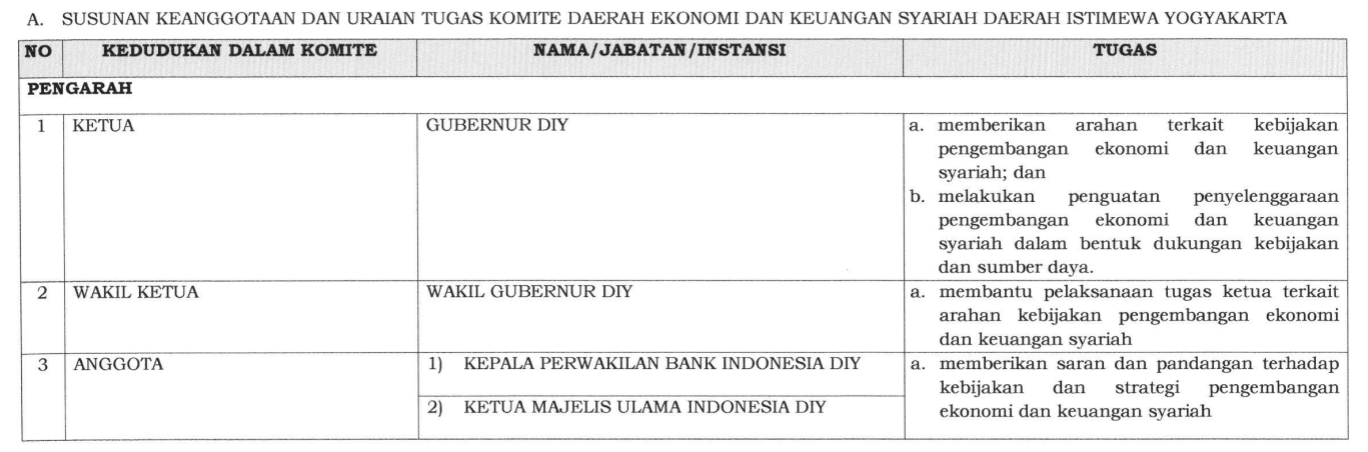 A. SUSUNAN KEANGGOTAAN DAN URAIAN TUGAS KOMITE DAERAH EKONOMI DAN KEUANGAN SYARIAH DAERAH ISTIMEWA YOGYAKARTA
NO KEDUDUKAN DALAM KOMITE NAMA/JABATAN/INSTANSI TUGAS
PENGARAH
1 KETUA GUBERNUR DIY a. memberikan arahan terkait kebijakan
pengembangan ekonomi dan keuangan
syariah; dan
b. melakukan penguatan penyelenggaraan
pengembangan ekonomi dan keuangan
syariah dalam bentuk dukungan kebijakan
dan sumber daya.
2 WAKIL KETUA WAKIL GUBERNUR DIY a. membantu pelaksanaan tugas ketua terkait
arahan kebijakan pengembangan ekonomi
dan keuangan syariah
3 ANGGOTA 1) KEPALA PERWAKILAN BANK INDONESIA DIY a. memberikan saran dan pandangan terhadap
kebijakan dan strategi pengembangan
2) KETUA MAJELIS ULAMA INDONESIA DIY ekonomi dan keuangan syariah